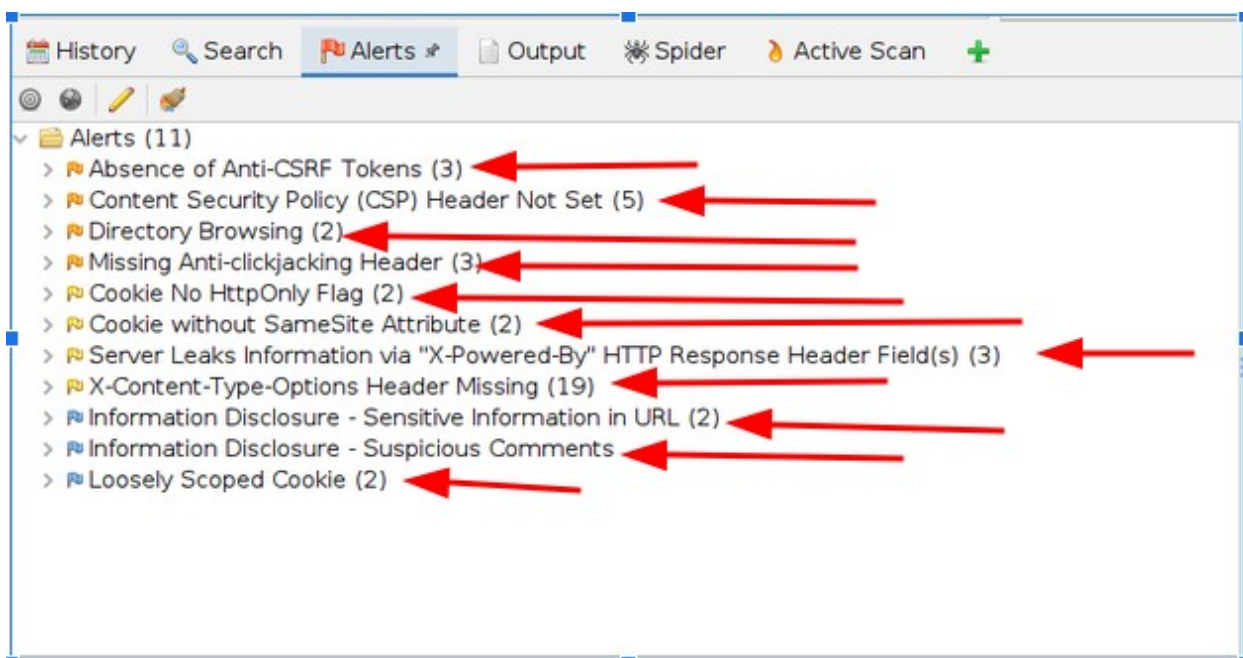 History Search Alerts Output Spider Active Scan
Alerts (11)
Absence of Anti-CSRF Tokens (3)
Content Security Policy (CSP) Header Not Set (5)
Directory Browsing (2)
Missing Anti-clickjacking Header (3)
Cookie No HttpOnly Flag (2)
Cookie without SameSite Attribute (2)
Server Leaks Information via "X-Powered-By" HTTP Response Header Field(s) (3)
X-Content-Type-Options Header Missing (19)
Information Disclosure - Sensitive Information in URL (2)
Information Disclosure - Suspicious Comments
Loosely Scoped Cookie (2)